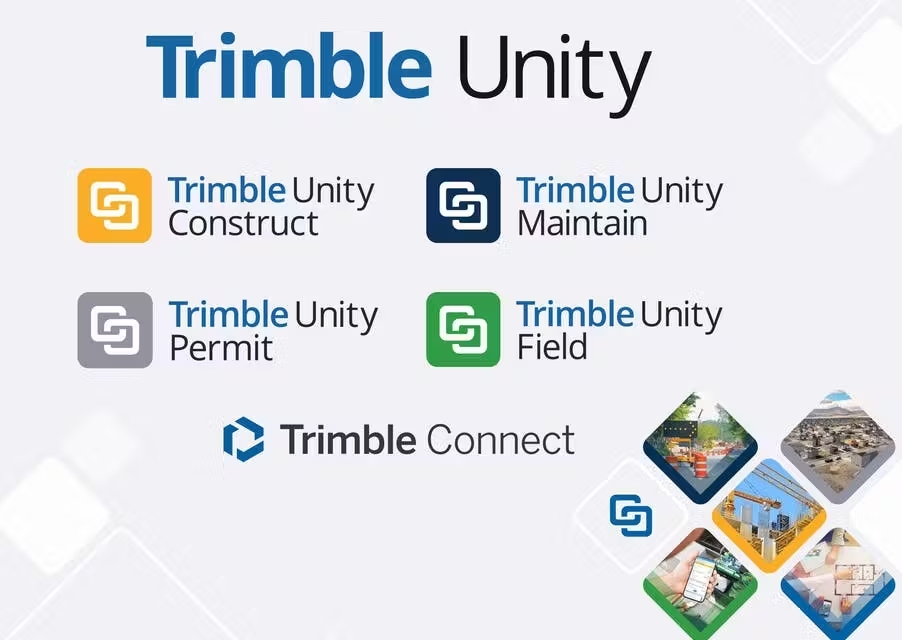 Trimble Unity
Trimble Unity
Construct
Trimble Unity
Maintain
Trimble Unity
Permit
Trimble Unity
Field
Trimble Connect